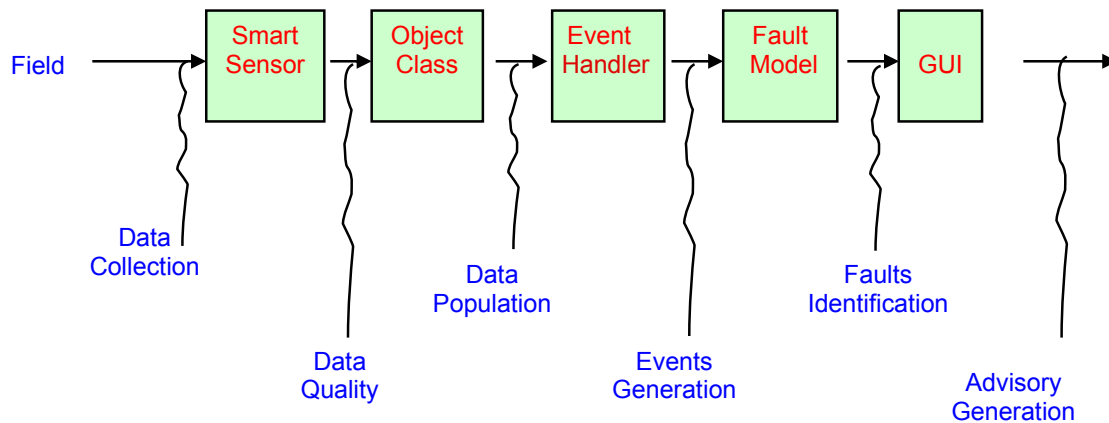 Field
Smart
Sensor
Object
Class
Event
Handler
Fault
Model
GUI
Data
Collection
Data
Quality
Data
Population
Events
Generation
Faults
Identification
Advisory
Generation